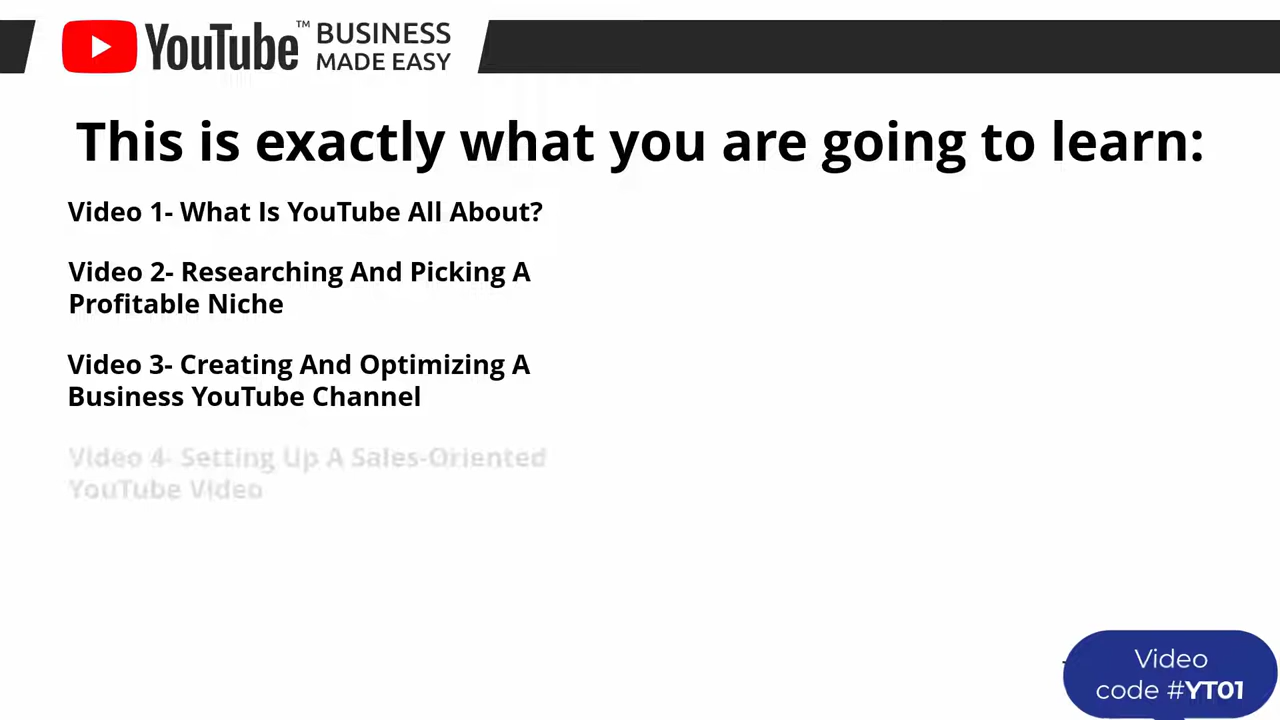 YouTube™ BUSINESS
MADE EASY
This is exactly what you are going to learn:
Video 1- What Is YouTube All About?
Video 2- Researching And Picking A
Profitable Niche
Video 3- Creating And Optimizing A
Business YouTube Channel
Video 4- Setting Up A Sales-Oriented
YouTube Video
Video
code #YT01